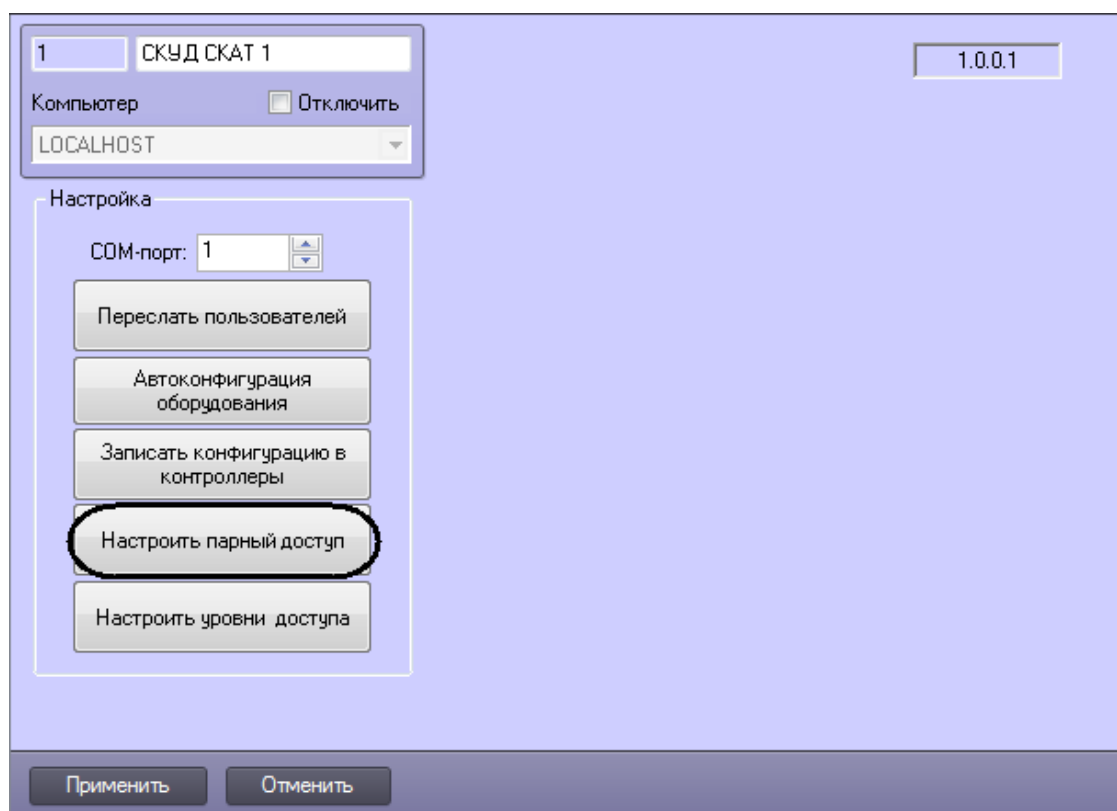 1 СКУД СКАТ 1
1.0.0.1
Компьютер Отключить
LOCALHOST
Настройка
COM-порт: 1
Переслать пользователей
Автоконфигурация
оборудования
Записать конфигурацию в
контроллеры
Настроить парный доступ
Настроить уровни доступа
Применить Отменить